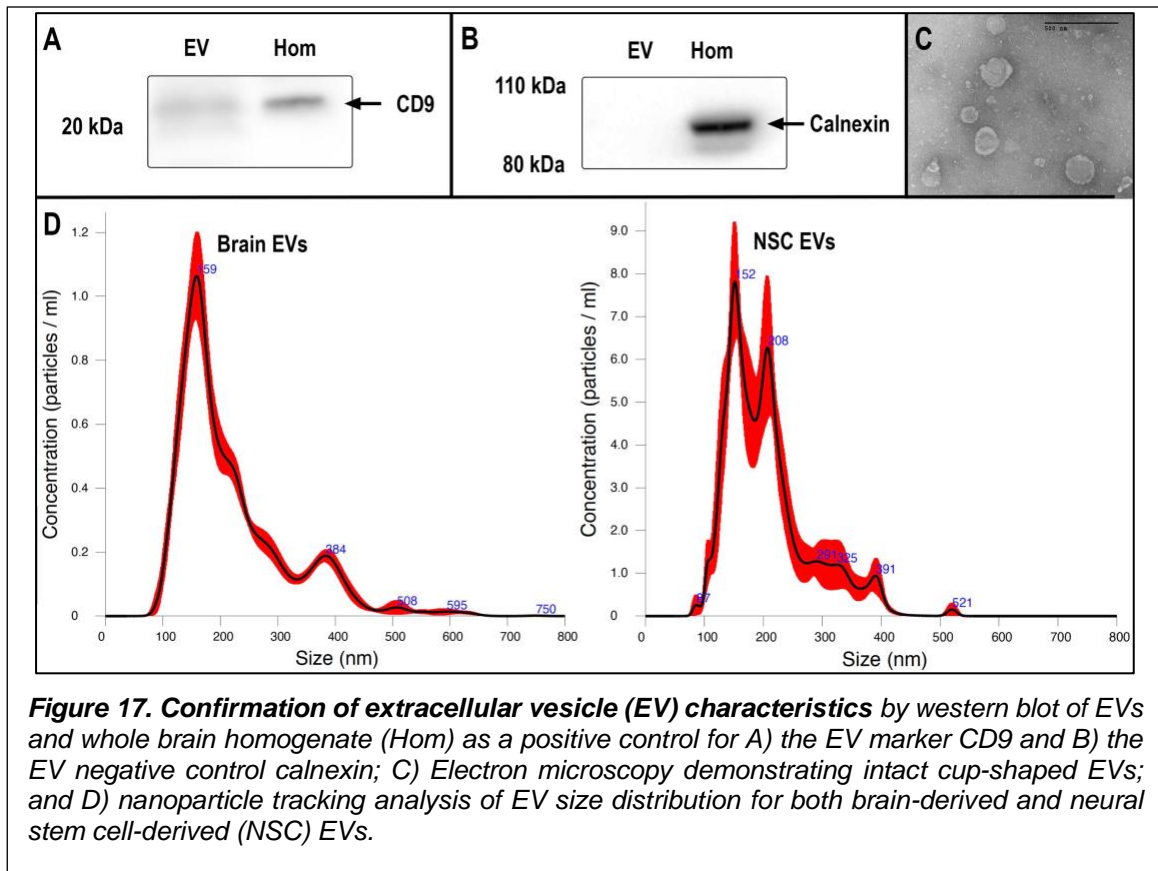 A
EV Hom
20 kDa
CD9
B
EV Hom
110 kDa
80 kDa
Calnexin
C
500 nm
D
Brain EVs
Concentration (particles / ml)
1.2
1.0
0.8
0.6
0.4
0.2
0
159
384
508
595
750
0 100 200 300 400 500 600 700 800
Size (nm)
NSC EVs
Concentration (particles / ml)
9.0
8.0
7.0
6.0
5.0
4.0
3.0
2.0
1.0
0
87
152
208
291
325
391
521
0 100 200 300 400 500 600 700 800
Size (nm)
Figure 17. Confirmation of extracellular vesicle (EV) characteristics by western blot of EVs
and whole brain homogenate (Hom) as a positive control for A) the EV marker CD9 and B) the
EV negative control calnexin; C) Electron microscopy demonstrating intact cup-shaped EVs;
and D) nanoparticle tracking analysis of EV size distribution for both brain-derived and neural
stem cell-derived (NSC) EVs.